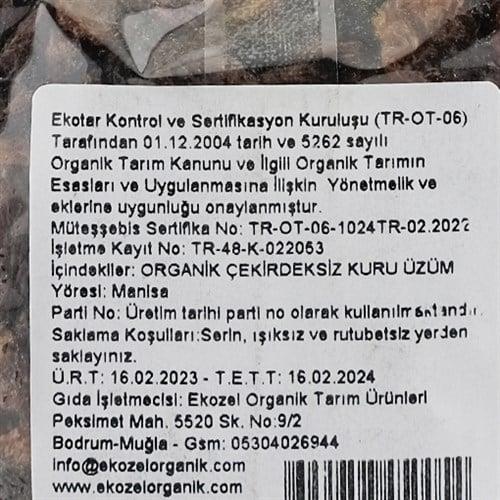 Ekotar Kontrol ve Sertifikasyon Kuruluşu (TR-OT-06)
Tarafından 01.12.2004 tarih ve 5262 sayılı
Organik Tarım Kanunu ve İlgili Organik Tarımın
Esasları ve Uygulanmasına İlişkin Yönetmelik ve
eklerine uygunluğu onaylanmıştur.
Müteşşebis Sertifika No: TR-OT-06-1024TR-02.2022
İşletme Kayıt No: TR-48-K-022053
İçindekiler: ORGANİK ÇEKİRDEKSİZ KURU ÜZÜM
Yöresi: Manisa
Parti No: Üretim tarihi parti no olarak kullanılmaktandır.
Saklama Koşulları:Serin, ışıksız ve rutubetsiz yerden
saklayınız.
Ü.R.T: 16.02.2023 - T.E.T.T: 16.02.2024
Gıda İşletmecisi: Ekozel Organik Tarım Ürünleri
Peksimet Mah. 5520 Sk. No:9/2
Bodrum-Muğla - Gsm: 05304026944
info@ekozelorganik.com
www.ekozelorganik.com